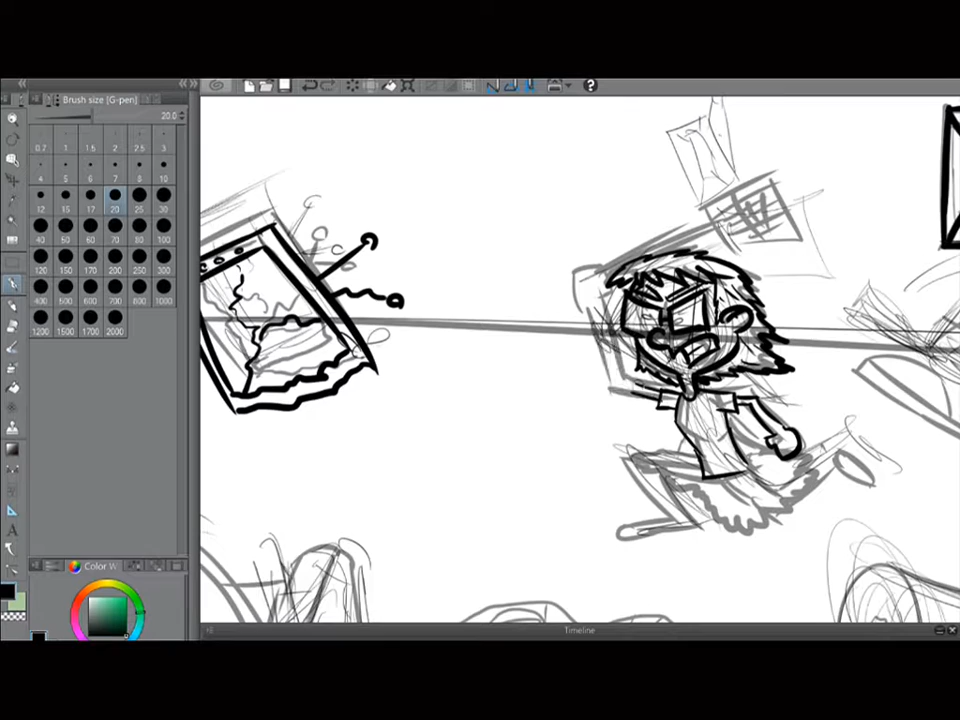 Brush size [G-pen]
20.0
0.7 1 1.5 2 2.5 3
4 5 6 7 8 10
12 15 17 20 25 30
40 50 60 70 80 100
120 150 170 200 250 300
400 500 600 700 800 1000
1200 1500 1700 2000
Color W
Timeline